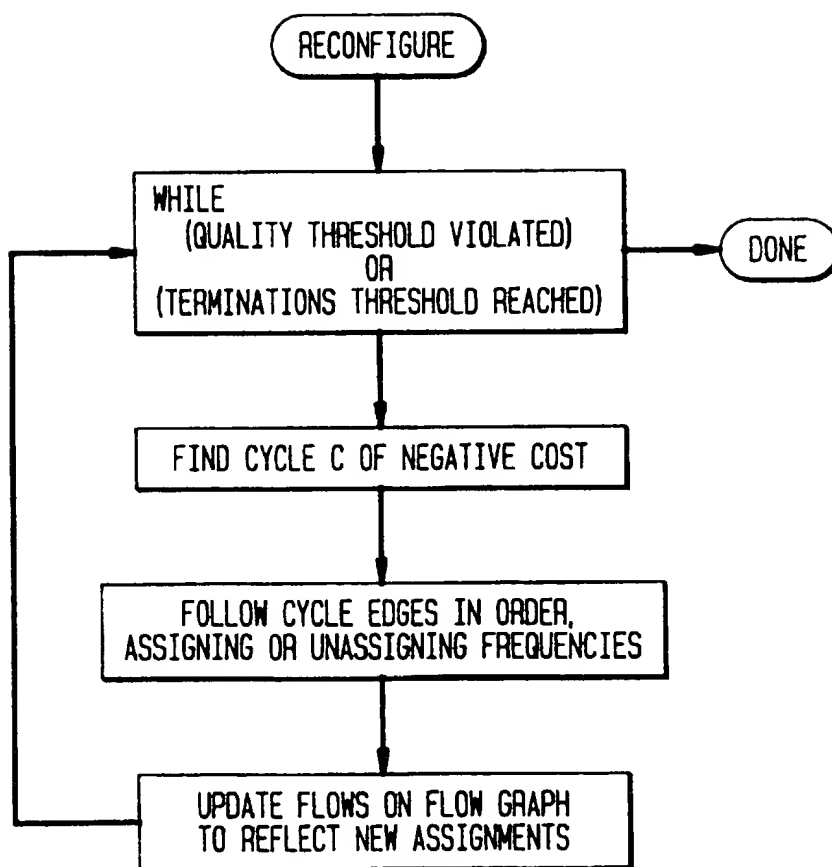 RECONFIGURE
WHILE
(QUALITY THRESHOLD VIOLATED)
OR
(TERMINATIONS THRESHOLD REACHED)
DONE
FIND CYCLE C OF NEGATIVE COST
FOLLOW CYCLE EDGES IN ORDER,
ASSIGNING OR UNASSIGNING FREQUENCIES
UPDATE FLOWS ON FLOW GRAPH
TO REFLECT NEW ASSIGNMENTS